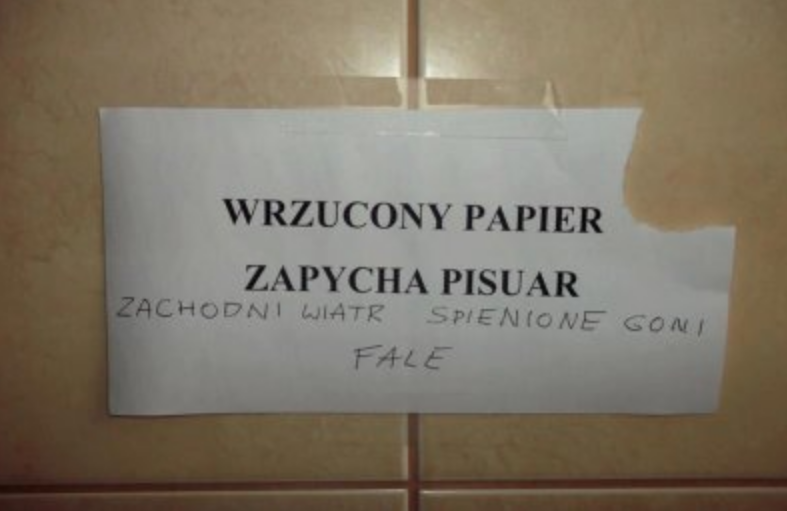 WRZUCONY PAPIER
ZAPYCHA PISUAR
ZACHODNI WIATR SPIENIONE GONI
FALE